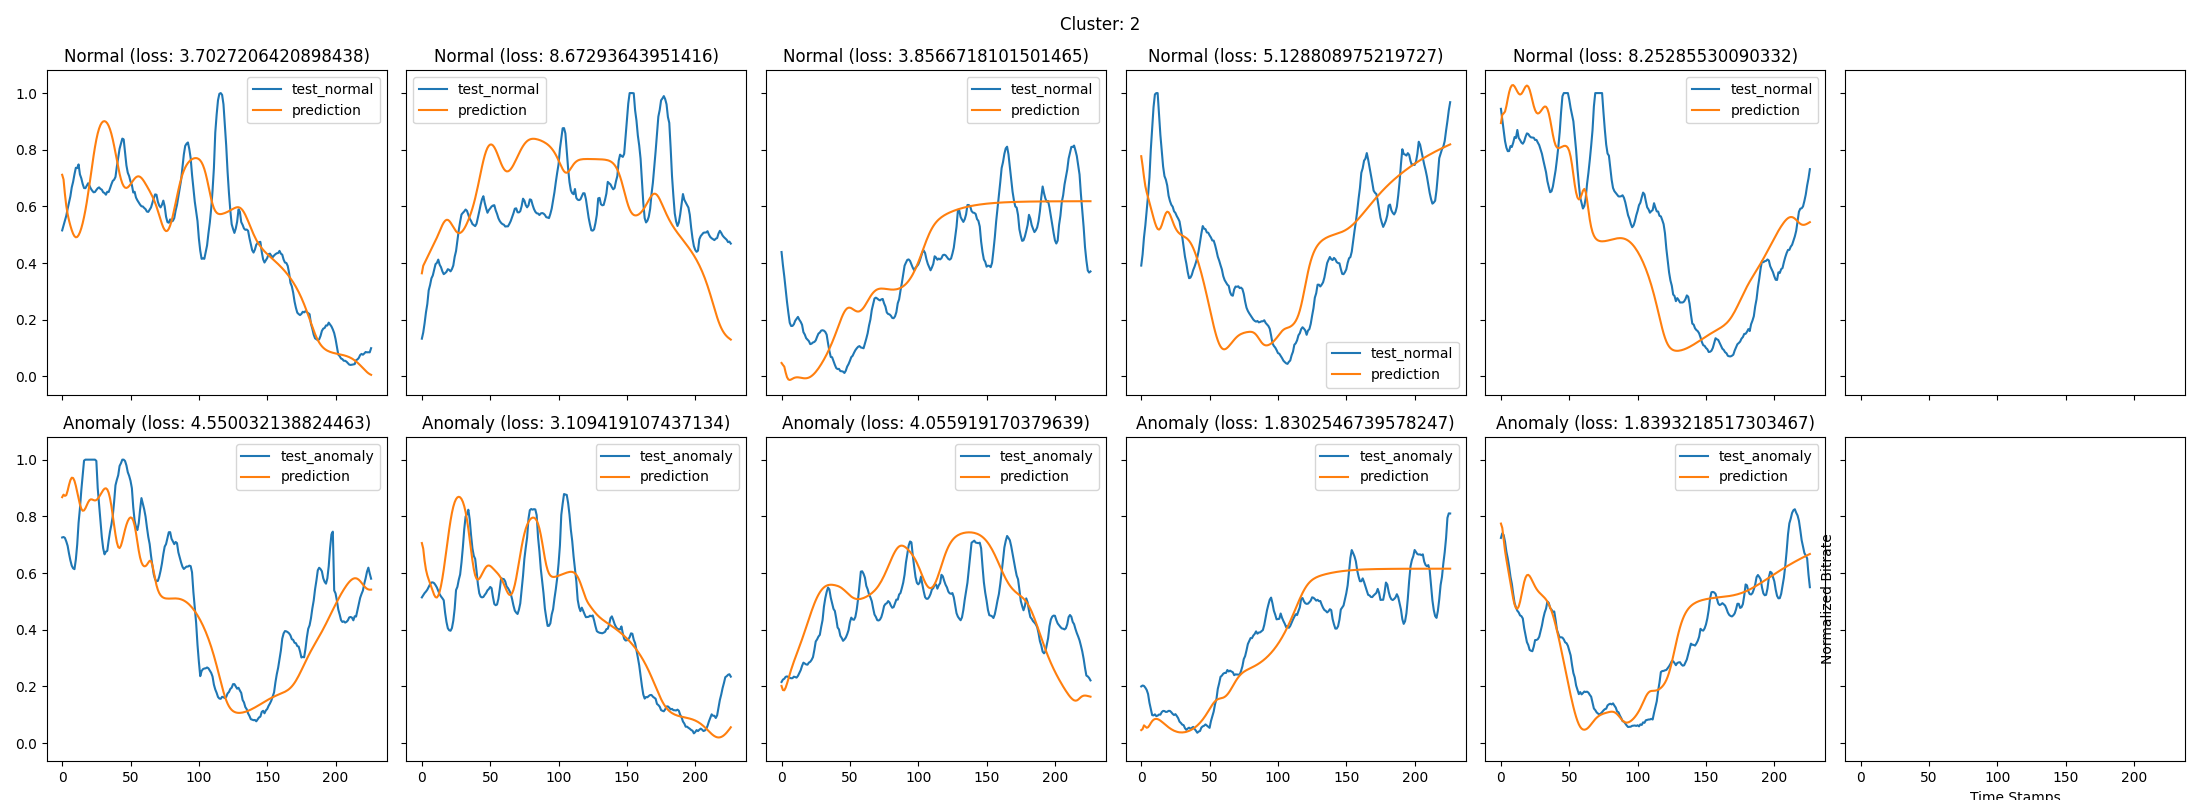 Cluster: 2
Normal (loss: 3.7027206420898438)
Normal (loss: 8.67293643951416)
Normal (loss: 3.8566718101501465)
Normal (loss: 5.128808975219727)
Normal (loss: 8.25285530090332)
test_normal
prediction
test_normal
prediction
test_normal
prediction
test_normal
prediction
test_normal
prediction
1.0
0.8
0.6
0.4
0.2
0.0
Anomaly (loss: 4.550032138824463)
Anomaly (loss: 3.109419107437134)
Anomaly (loss: 4.055919170379639)
Anomaly (loss: 1.8302546739578247)
Anomaly (loss: 1.8393218517303467)
test_anomaly
prediction
test_anomaly
prediction
test_anomaly
prediction
test_anomaly
prediction
test_anomaly
prediction
1.0
0.8
0.6
0.4
0.2
0.0
Normalized Bitrate
0 50 100 150 200
0 50 100 150 200
0 50 100 150 200
0 50 100 150 200
0 50 100 150 200
0 50 100 150 200
Time Stamps